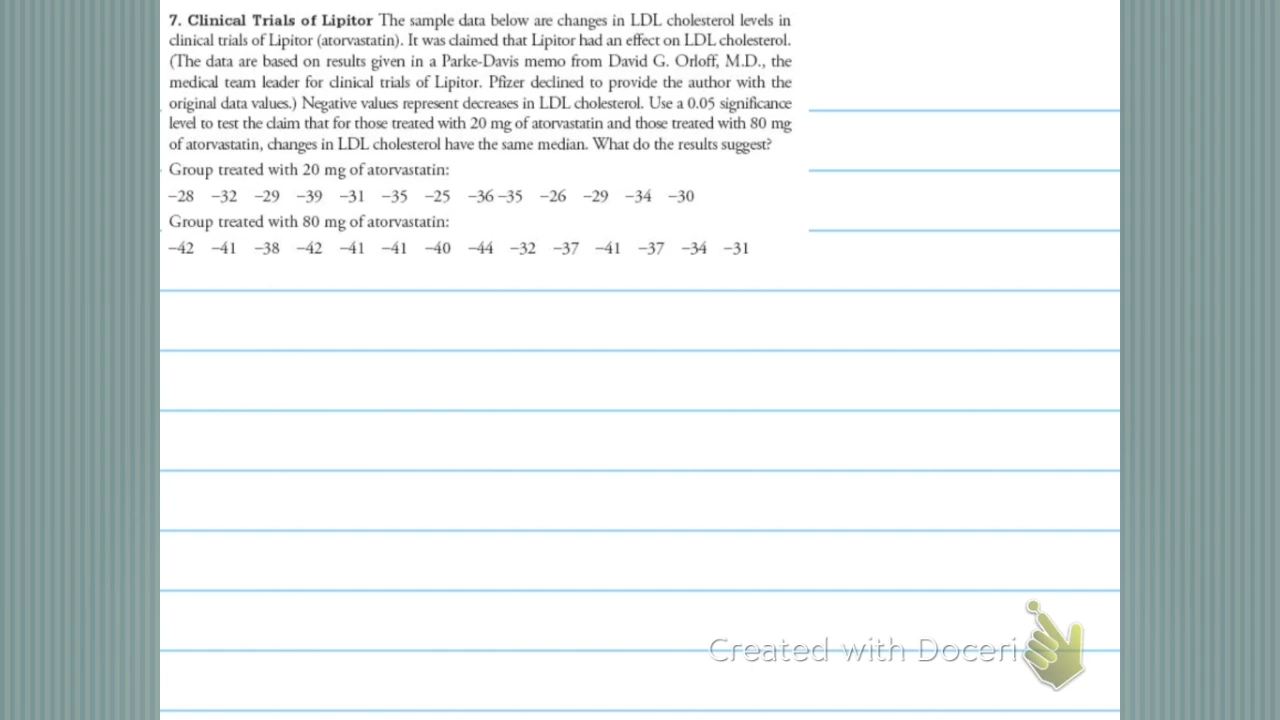 7. Clinical Trials of Lipitor The sample data below are changes in LDL cholesterol levels in
clinical trials of Lipitor (atorvastatin). It was claimed that Lipitor had an effect on LDL cholesterol.
(The data are based on results given in a Parke-Davis memo from David G. Orloff, M.D., the
medical team leader for clinical trials of Lipitor. Pfizer declined to provide the author with the
original data values.) Negative values represent decreases in LDL cholesterol. Use a 0.05 significance
level to test the claim that for those treated with 20 mg of atorvastatin and those treated with 80 mg
of atorvastatin, changes in LDL cholesterol have the same median. What do the results suggest?
Group treated with 20 mg of atorvastatin:
–28 –32 –29 –39 –31 –35 –25 –36 –35 –26 –29 –34 –30
Group treated with 80 mg of atorvastatin:
–42 –41 –38 –42 –41 –41 –40 –44 –32 –37 –41 –37 –34 –31
Created with Doceri